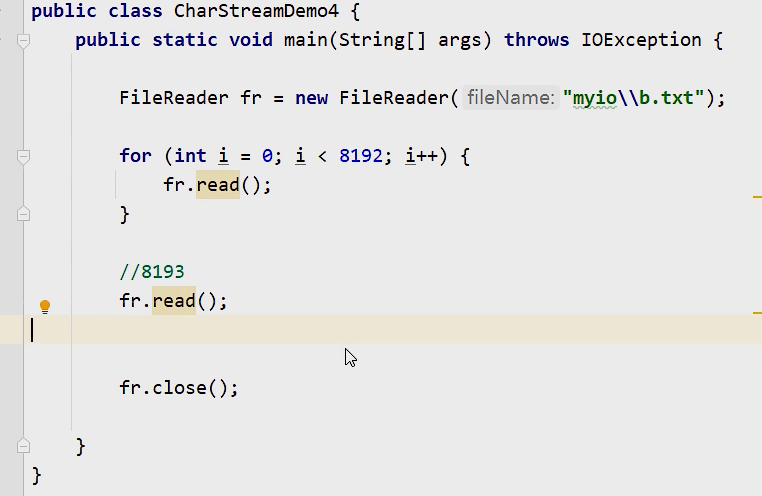 public class CharStreamDemo4 {
public static void main(String[] args) throws IOException {
FileReader fr = new FileReader( fileName: "myio\\b.txt");
for (int i = 0; i < 8192; i++) {
fr.read();
}
//8193
fr.read();
fr.close();
}
}